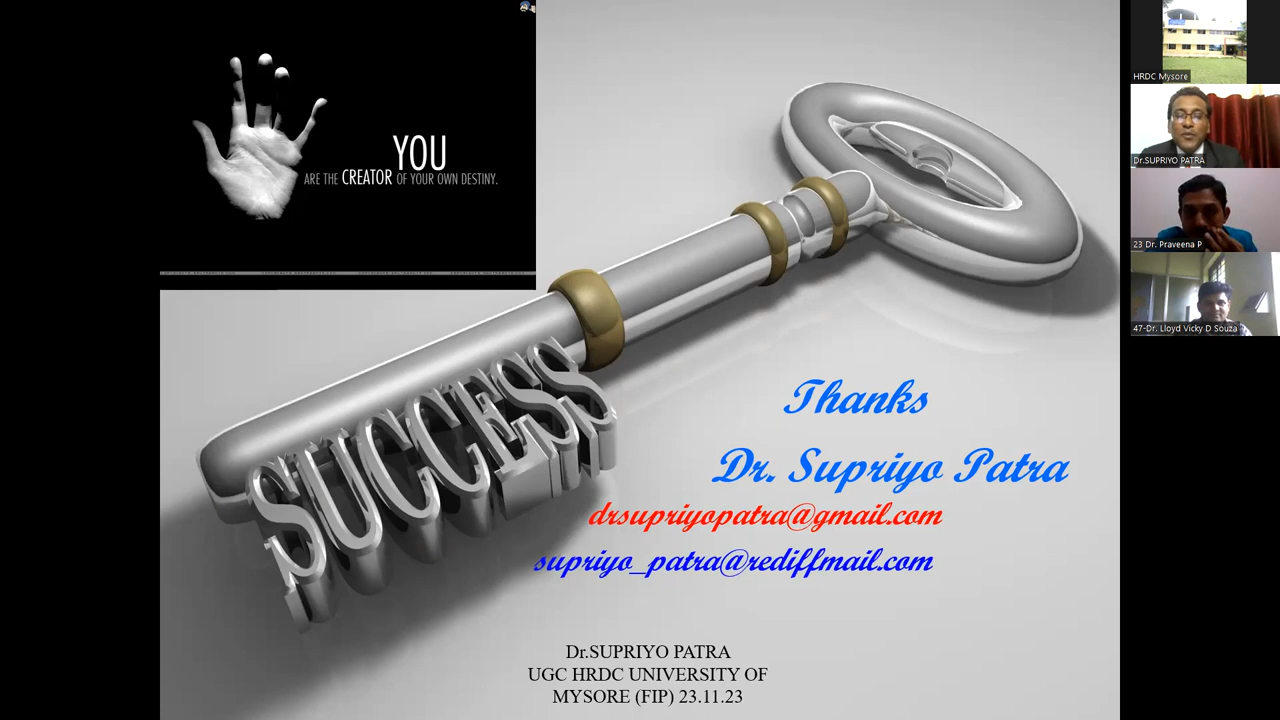 YOU
ARE THE CREATOR OF YOUR OWN DESTINY.
SUCCESS
Thanks
Dr. Supriyo Patra
drsupriyopatra@gmail.com
supriyo_patra@rediffmail.com
Dr.SUPRIYO PATRA
UGC HRDC UNIVERSITY OF
MYSORE (FIP) 23.11.23
HRDC Mysore
Dr.SUPRIYO PATRA
23 Dr. Praveena P
47-Dr. Lloyd Vicky D Souza